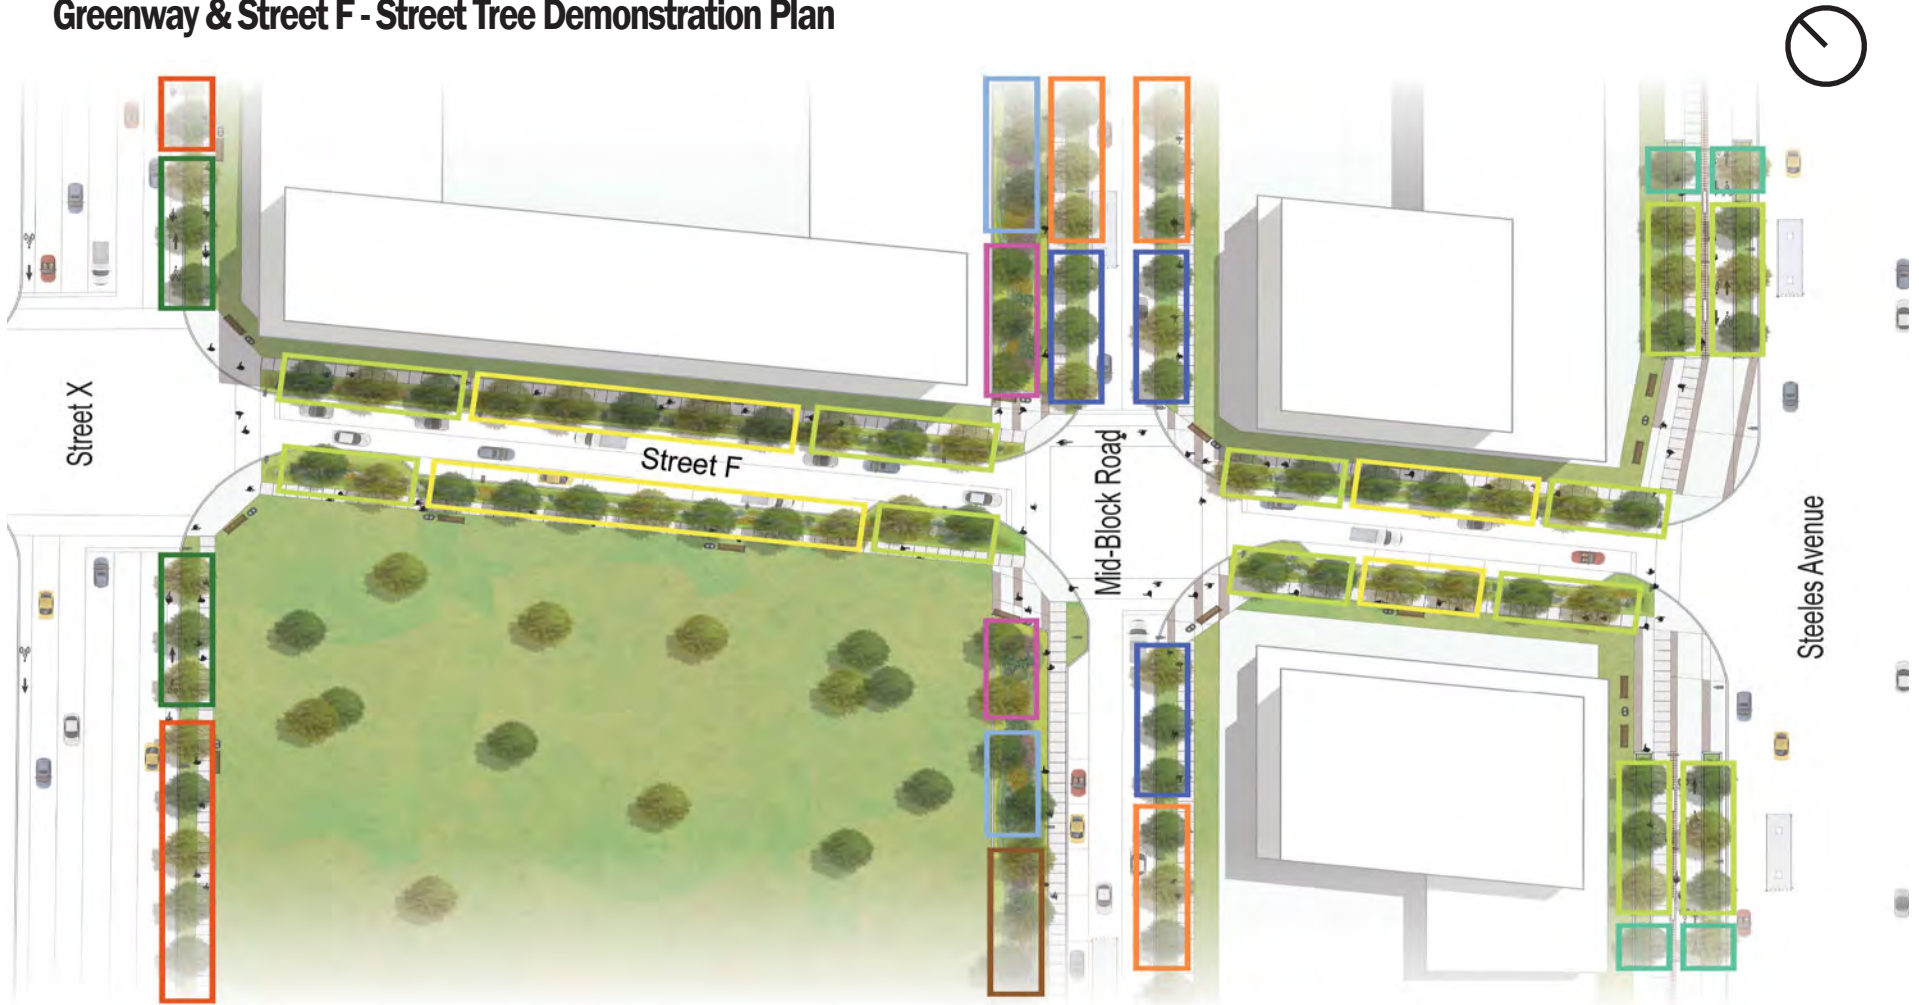 Greenway & Street F - Street Tree Demonstration Plan
Street X
Street F
Mid-Block Road
Steeles Avenue